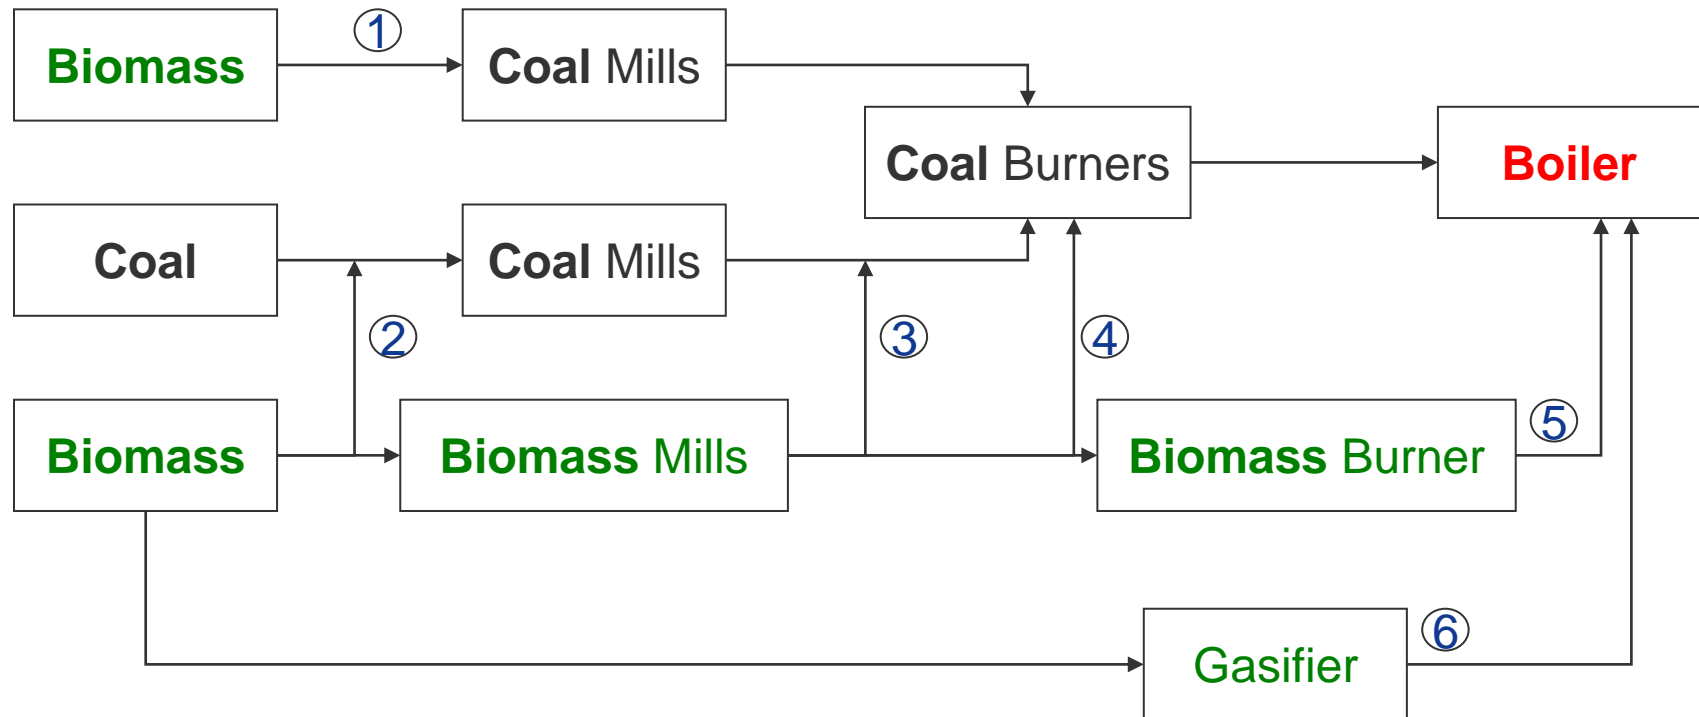 ①
Biomass
Coal Mills
Coal Burners
Boiler
Coal
Coal Mills
②
③
④
Biomass
Biomass Mills
Biomass Burner
⑤
Gasifier
⑥